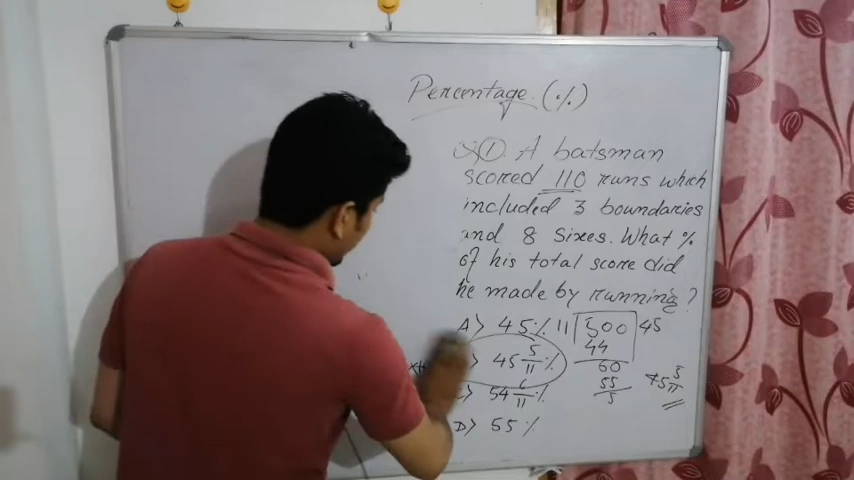 Percentage. (%)
Q① A batsman
scored 110 runs which
included 3 boundaries
and 8 sixes. What %
of his total score did
he made by running?
A> 45%
45 5/11 %
54 6/11 %
D> 55%
11 500 45
44
60
55
5
45 5/11